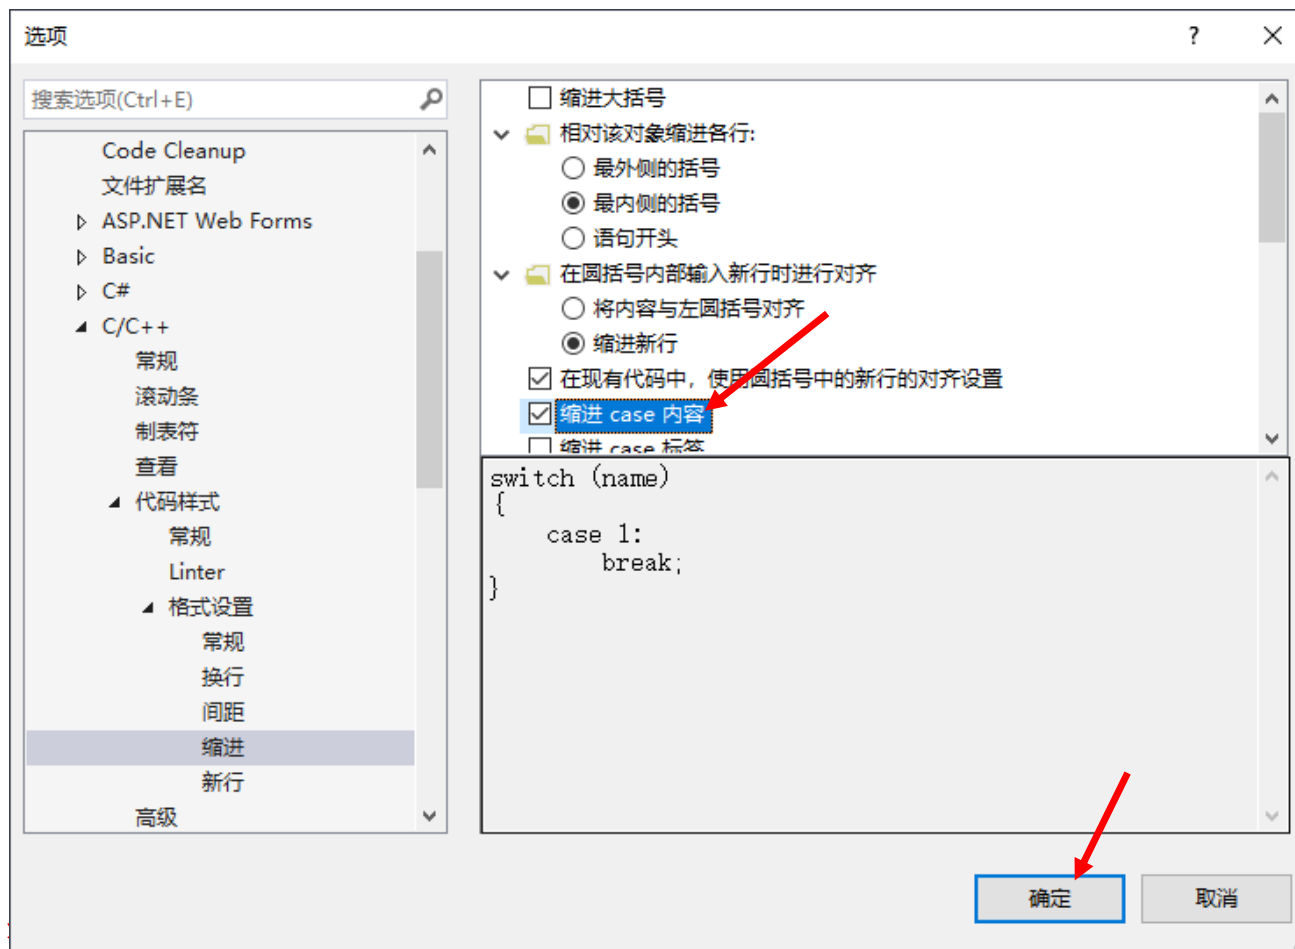 选项
?
搜索选项(Ctrl+E)
Code Cleanup
文件扩展名
ASP.NET Web Forms
Basic
C#
C/C++
常规
滚动条
制表符
查看
代码样式
常规
Linter
格式设置
常规
换行
间距
缩进
新行
高级
缩进大括号
相对该对象缩进各行:
最外侧的括号
最内侧的括号
语句开头
在圆括号内部输入新行时进行对齐
将内容与左圆括号对齐
缩进新行
在现有代码中，使用圆括号中的新行的对齐设置
缩进 case 内容
缩进 case 标签
switch (name)
{
case 1:
break;
}
确定
取消